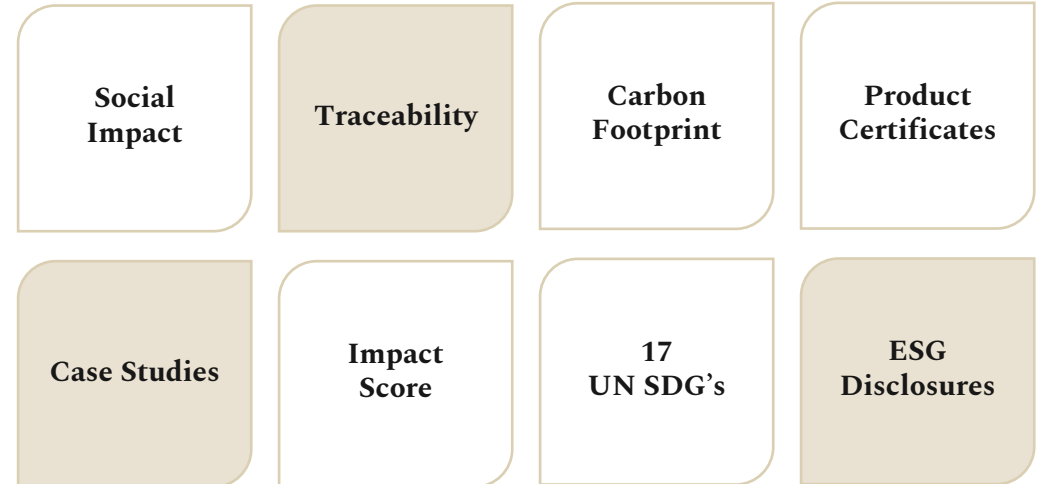 Social
Impact
Traceability
Carbon
Footprint
Product
Certificates
Case Studies
Impact
Score
17
UN SDG’s
ESG
Disclosures